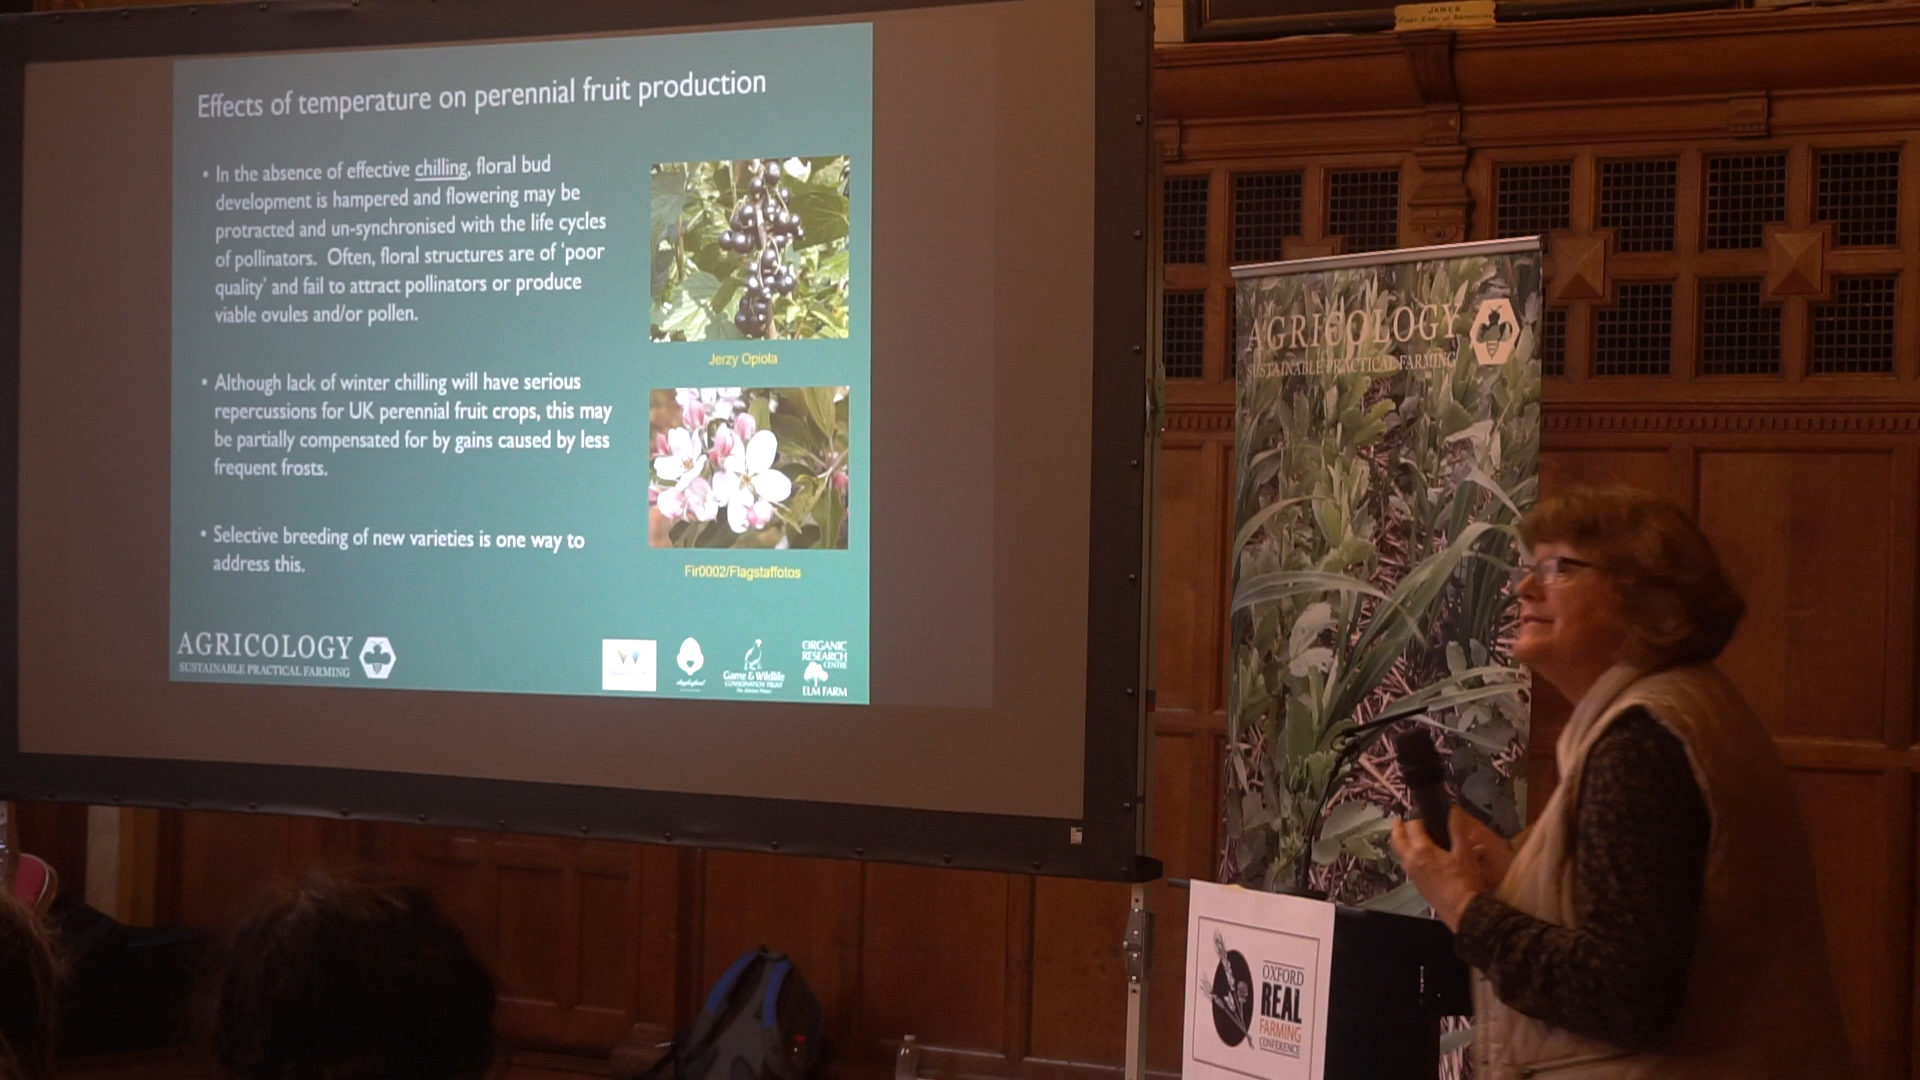 Effects of temperature on perennial fruit production
• In the absence of effective chilling, floral bud
development is hampered and flowering may be
protracted and un-synchronised with the life cycles
of pollinators. Often, floral structures are of ‘poor
quality’ and fail to attract pollinators or produce
viable ovules and/or pollen.
Jerzy Opioła
• Although lack of winter chilling will have serious
repercussions for UK perennial fruit crops, this may
be partially compensated for by gains caused by less
frequent frosts.
• Selective breeding of new varieties is one way to
address this.
Fir0002/Flagstaffotos
AGRICOLOGY
SUSTAINABLE PRACTICAL FARMING
Game & Wildlife
CONSERVATION TRUST
ORGANIC
RESEARCH
CENTRE
ELM FARM
JAMES
AGRICOLOGY
SUSTAINABLE PRACTICAL FARMING
OXFORD
REAL
FARMING
CONFERENCE